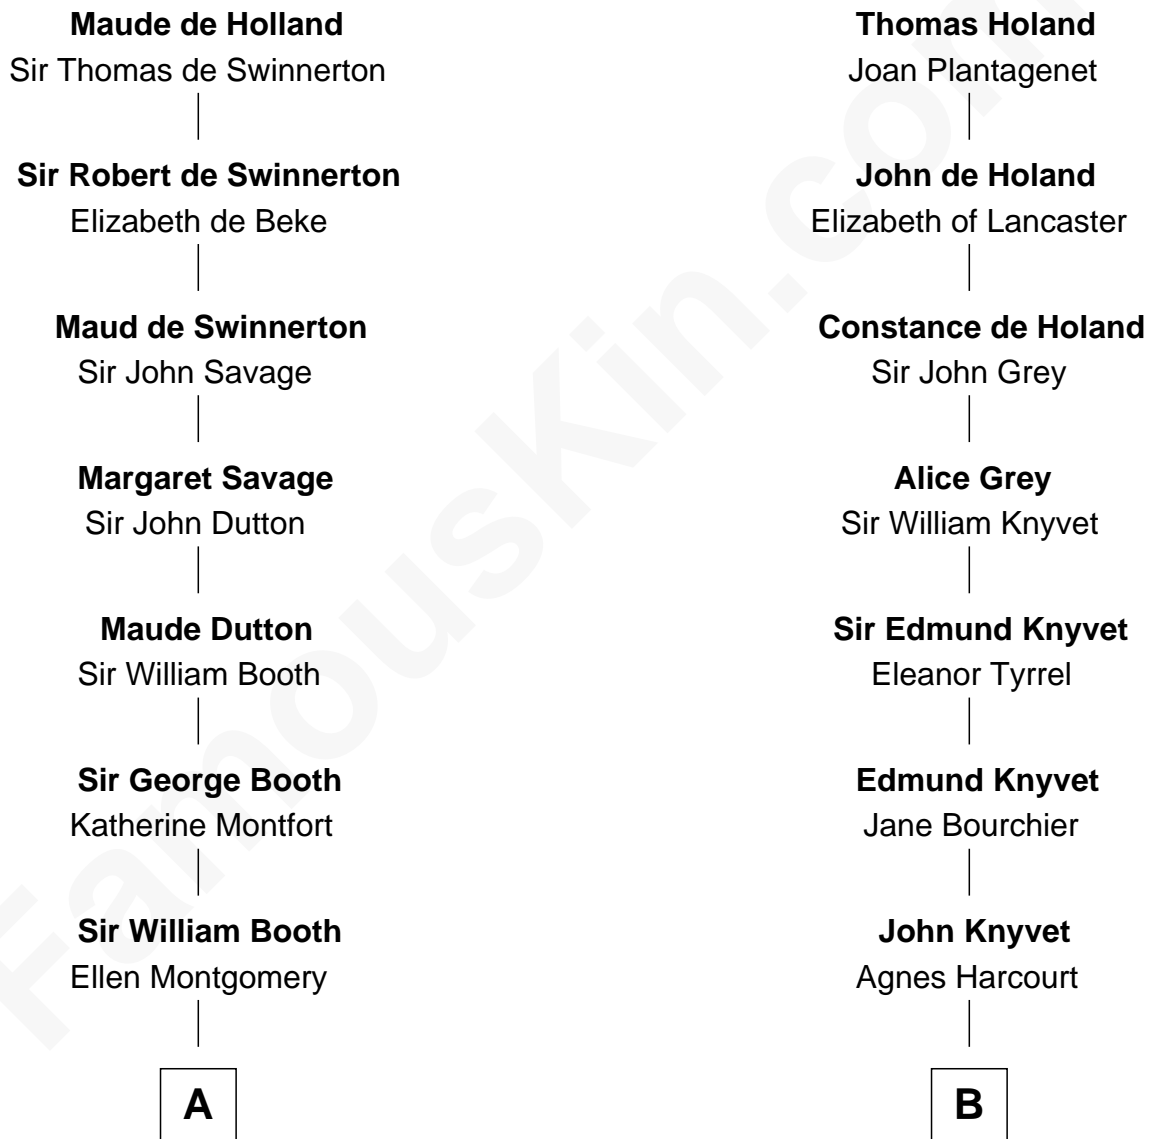 Maude de Holland
Sir Thomas de Swinnerton
Sir Robert de Swinnerton
Elizabeth de Beke
Maud de Swinnerton
Sir John Savage
Margaret Savage
Sir John Dutton
Maude Dutton
Sir William Booth
Sir George Booth
Katherine Montfort
Sir William Booth
Ellen Montgomery
A
Thomas Holand
Joan Plantagenet
John de Holand
Elizabeth of Lancaster
Constance de Holand
Sir John Grey
Alice Grey
Sir William Knyvet
Sir Edmund Knyvet
Eleanor Tyrrel
Edmund Knyvet
Jane Bourchier
John Knyvet
Agnes Harcourt
B
FamousKin.com